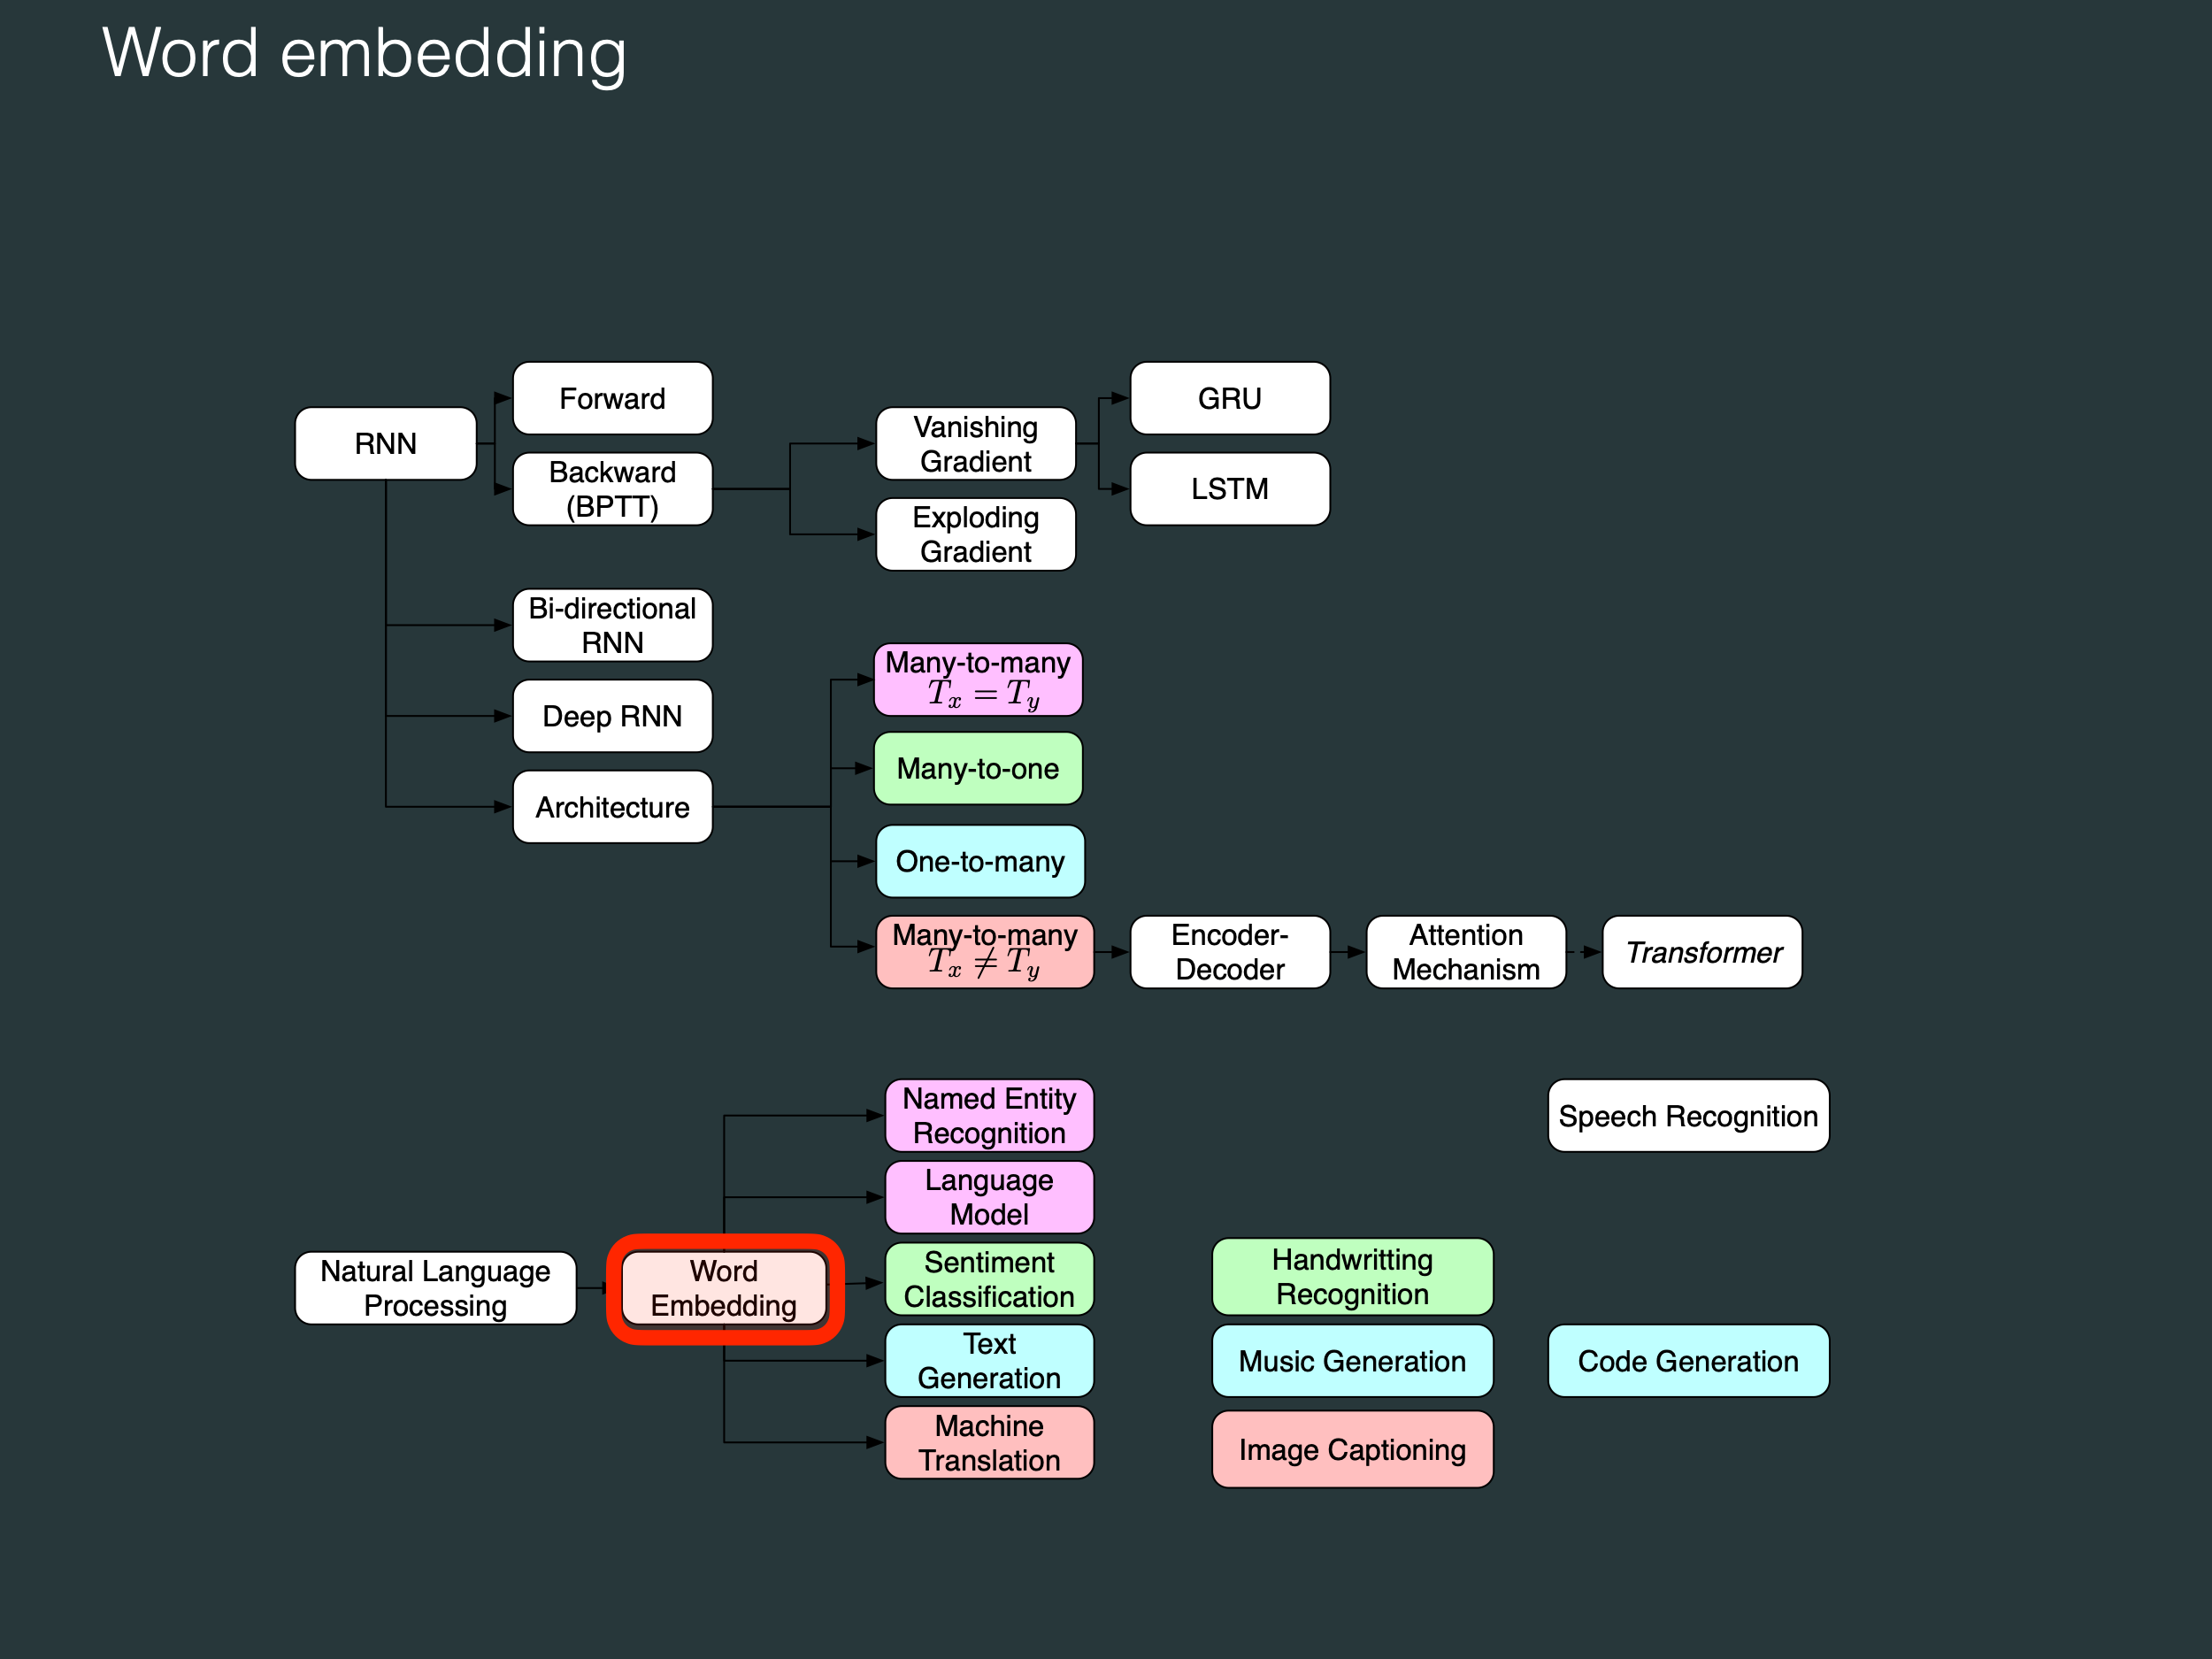 Word embedding
RNN
Forward
Backward
(BPTT)
Vanishing
Gradient
Exploding
Gradient
GRU
LSTM
Bi-directional
RNN
Deep RNN
Architecture
Many-to-many
T_x = T_y
Many-to-one
One-to-many
Many-to-many
T_x ≠ T_y
Encoder-
Decoder
Attention
Mechanism
Transformer
Natural Language
Processing
Word
Embedding
Named Entity
Recognition
Language
Model
Sentiment
Classification
Text
Generation
Machine
Translation
Speech Recognition
Handwritting
Recognition
Music Generation
Code Generation
Image Captioning